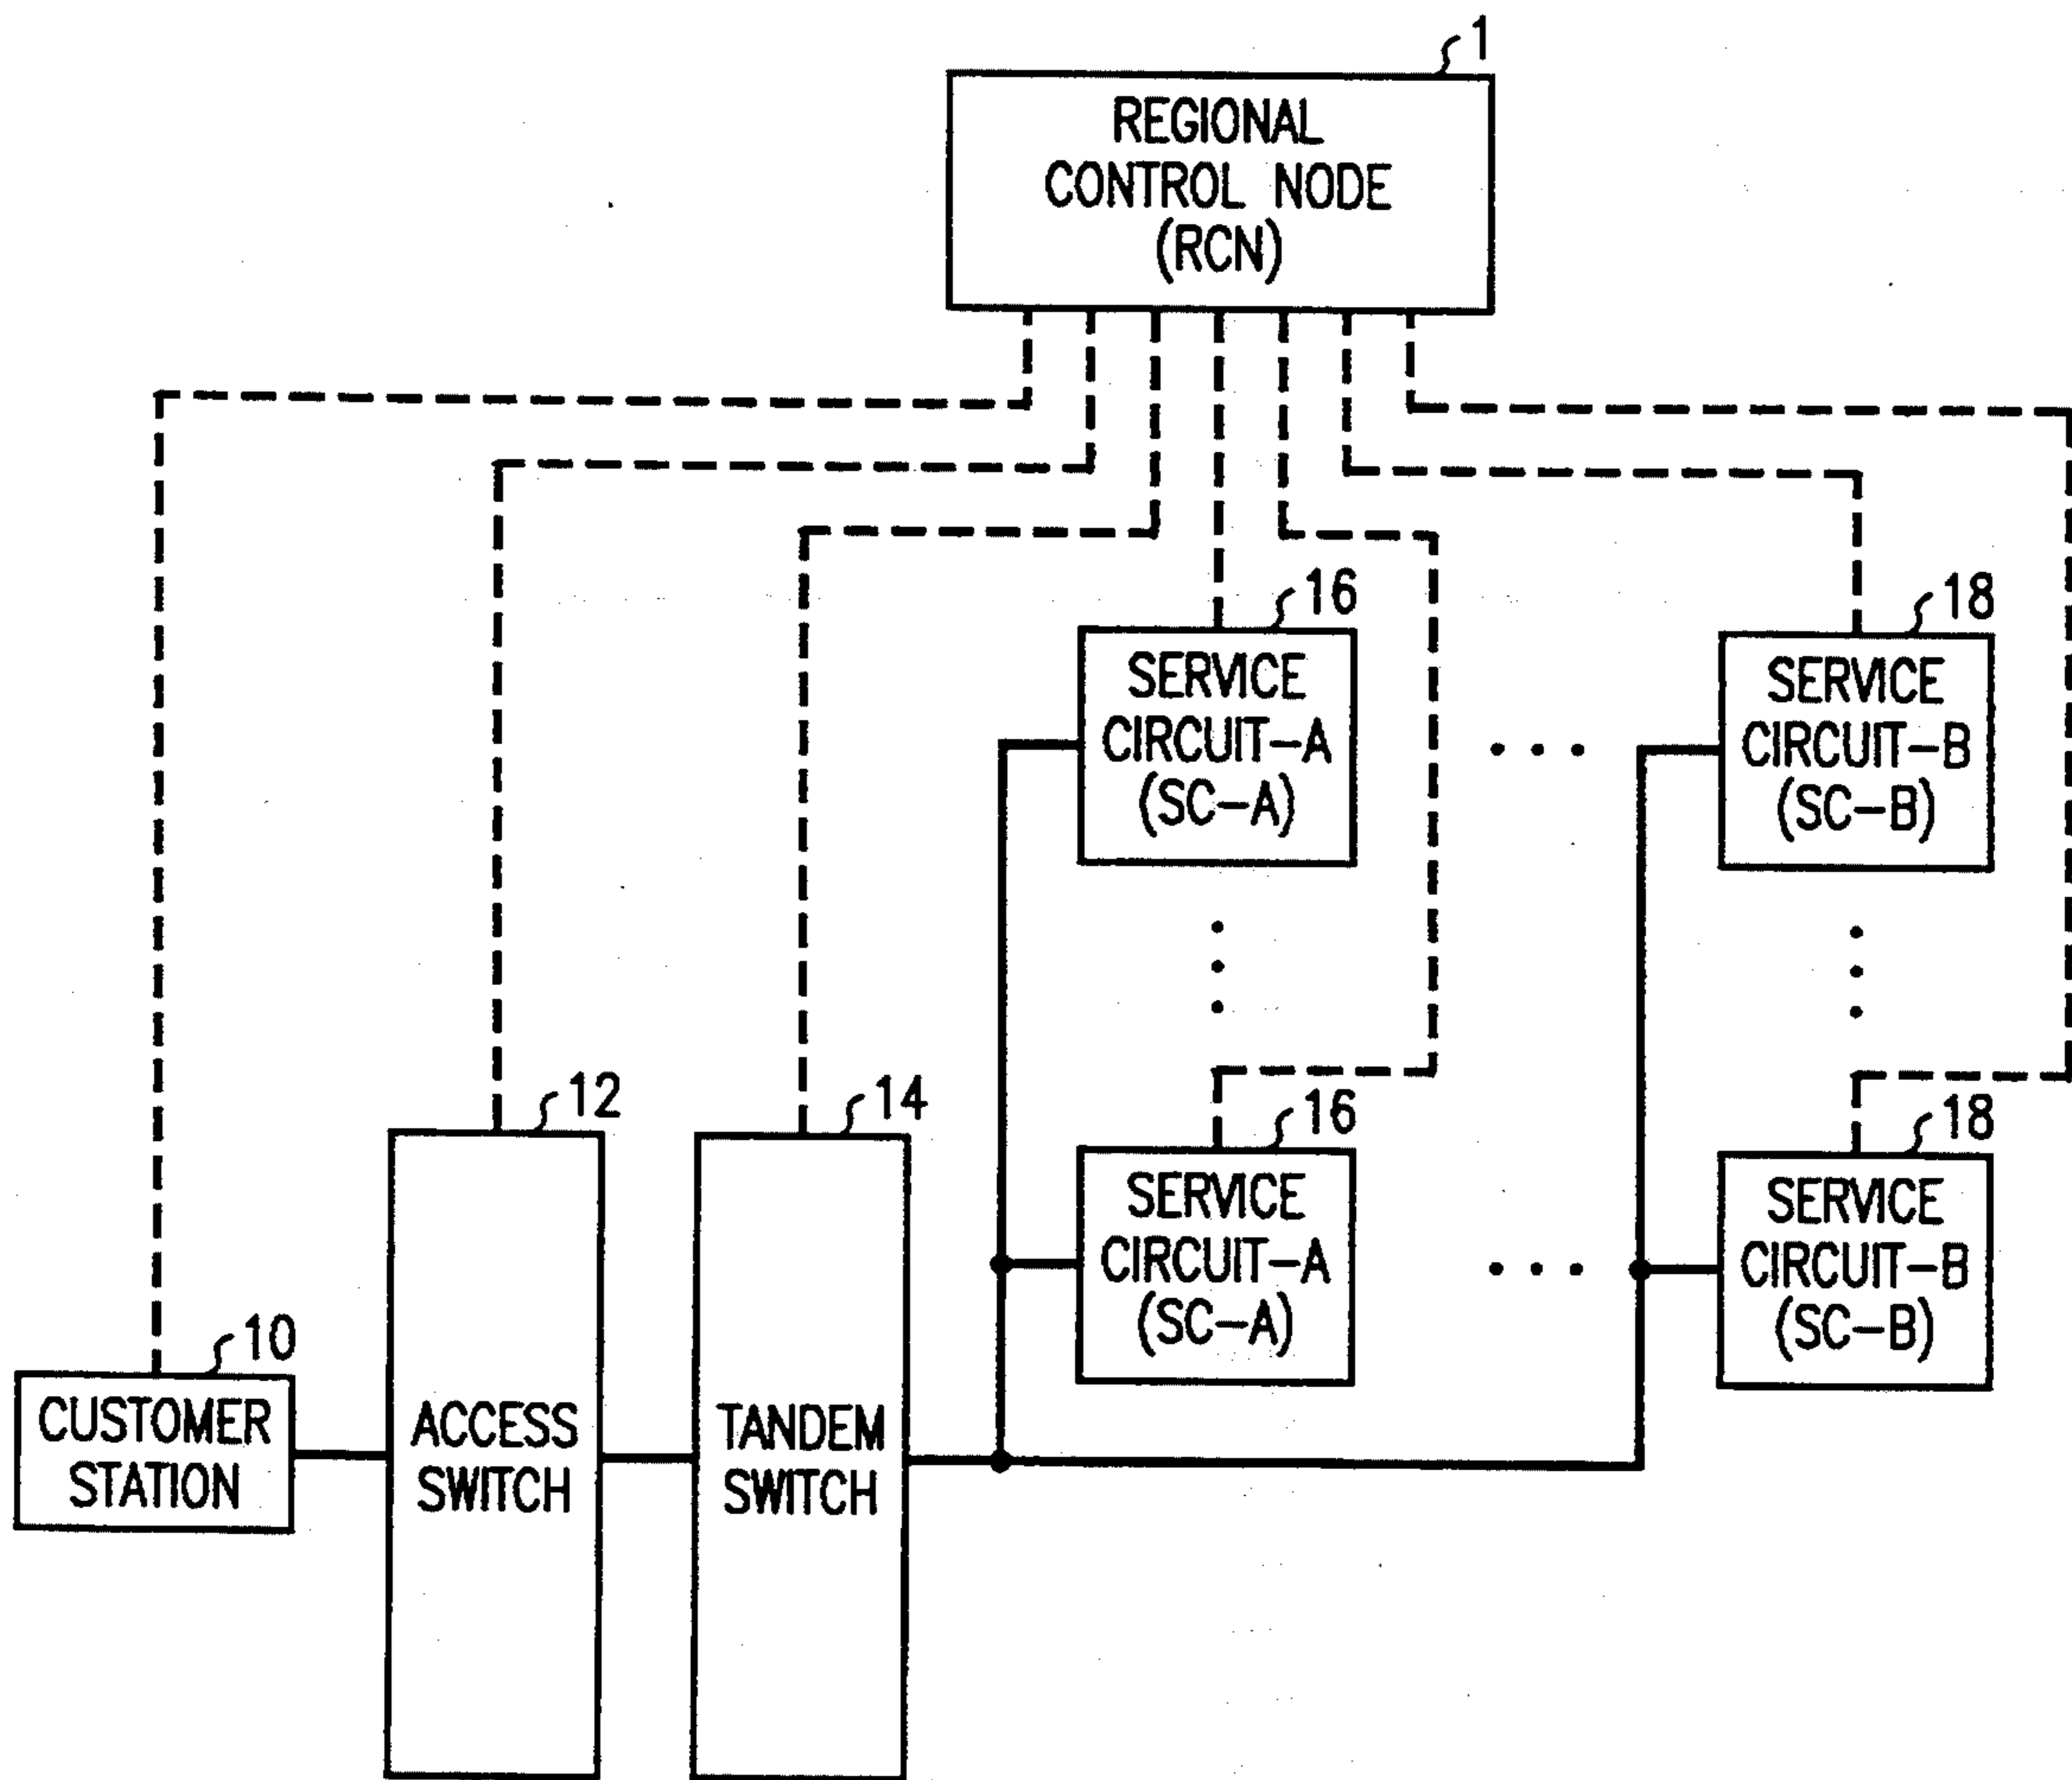 1
REGIONAL
CONTROL NODE
(RCN)
16
SERVICE
CIRCUIT-A
(SC-A)
18
SERVICE
CIRCUIT-B
(SC-B)
12
14
16
SERVICE
CIRCUIT-A
(SC-A)
18
SERVICE
CIRCUIT-B
(SC-B)
10
CUSTOMER
STATION
ACCESS
SWITCH
TANDEM
SWITCH